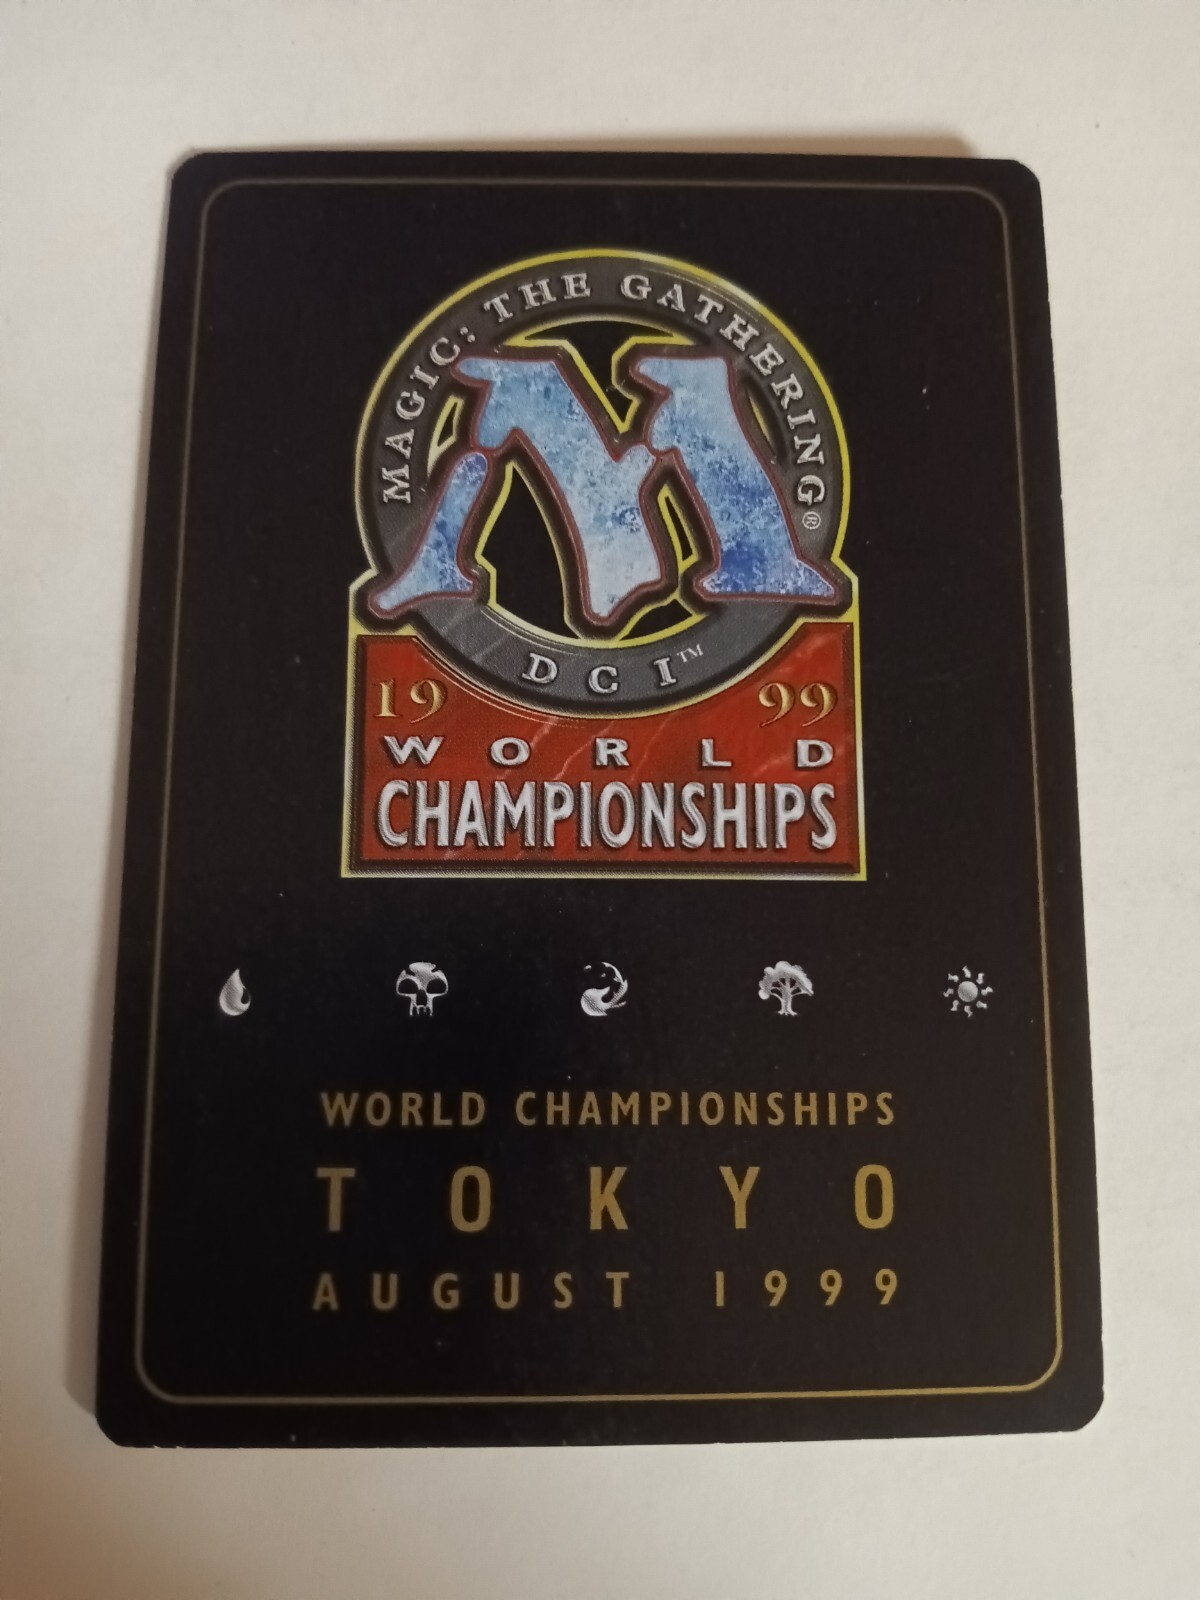 MAGIC: THE GATHERING®
DCI™
1999
WORLD
CHAMPIONSHIPS
WORLD CHAMPIONSHIPS
TOKYO
AUGUST 1999